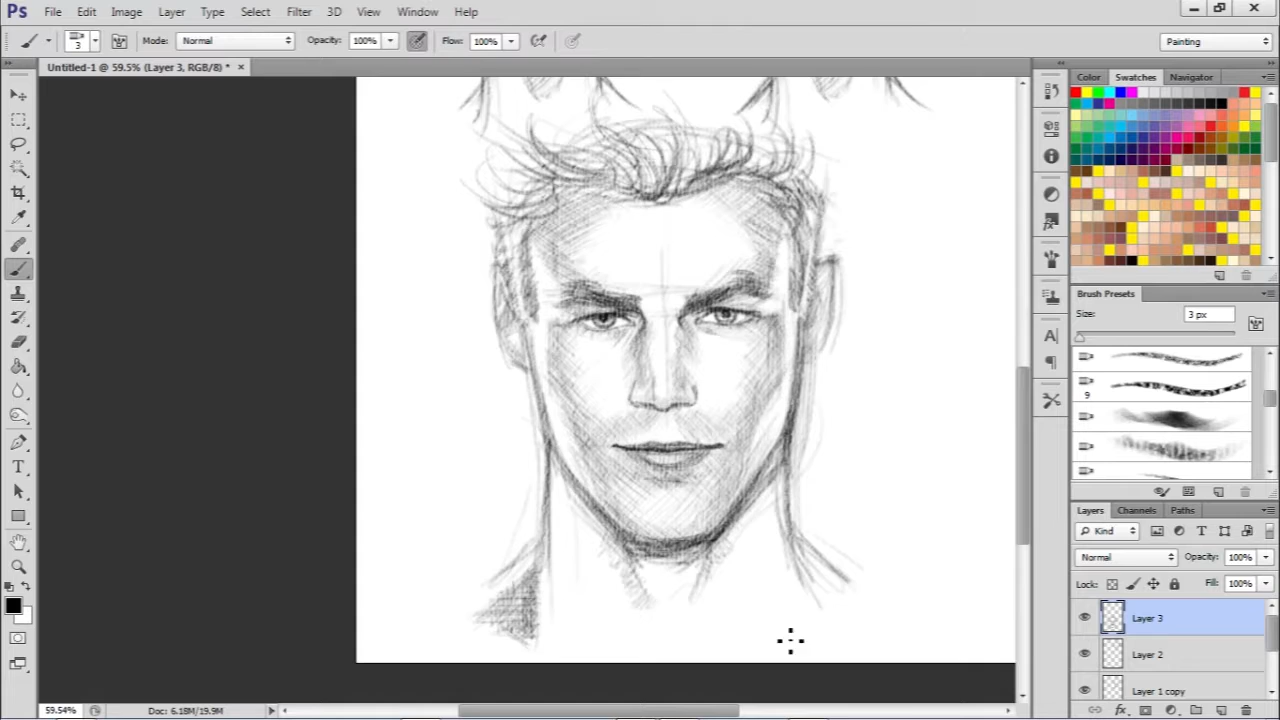 Ps File Edit Image Layer Type Select Filter 3D View Window Help
3 Mode: Normal Opacity: 100% Flow: 100% Painting
Untitled-1 @ 59.5% (Layer 3, RGB/8) * ×
Color Swatches Navigator
Brush Presets
Size: 3 px
9
Layers Channels Paths
Kind
Normal Opacity: 100%
Lock: Fill: 100%
Layer 3
Layer 2
Layer 1 copy
59.54% Doc: 6.18M/19.9M